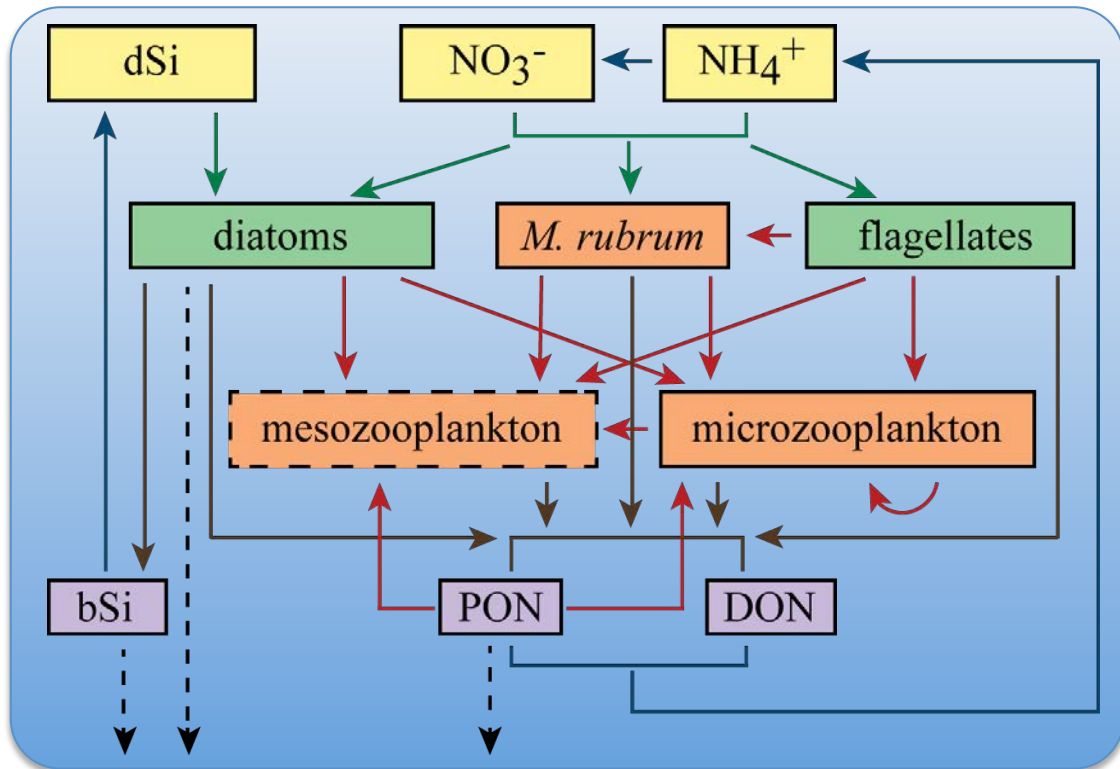 dSi
NO₃⁻
NH₄⁺
diatoms
M. rubrum
flagellates
mesozooplankton
microzooplankton
bSi
PON
DON